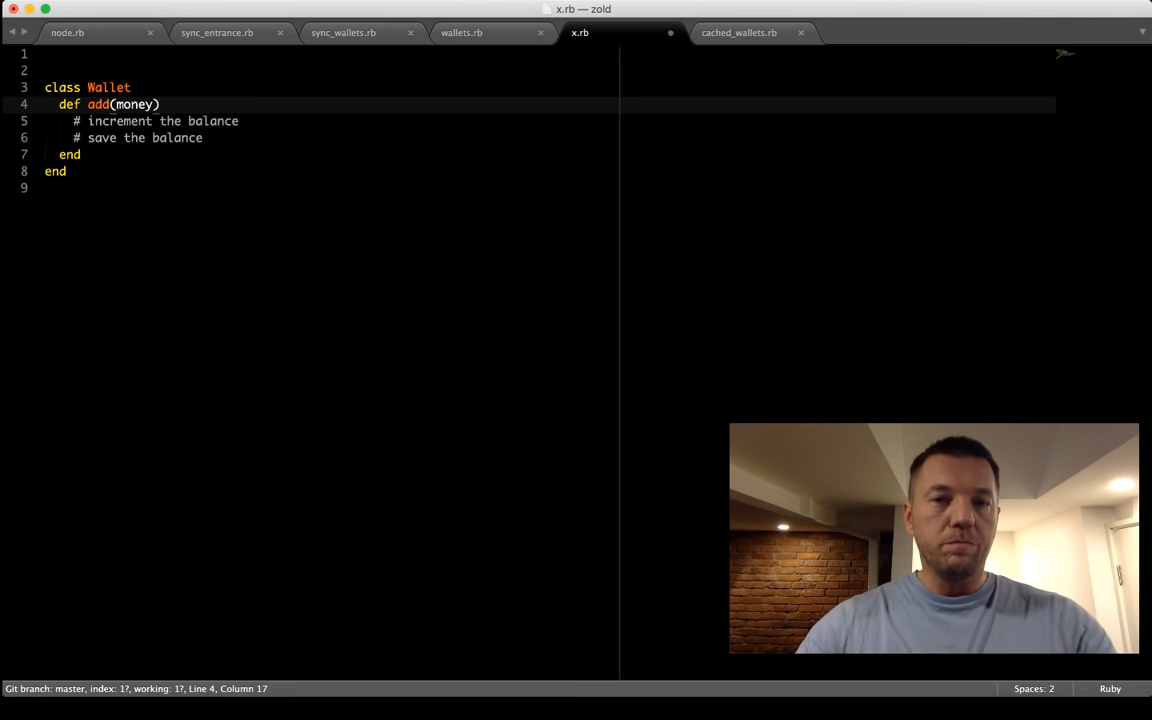 x.rb — zold
node.rb × sync_entrance.rb × sync_wallets.rb × wallets.rb × x.rb cached_wallets.rb ×
1
2
3 class Wallet
4 def add(money)
5 # increment the balance
6 # save the balance
7 end
8 end
9
Git branch: master, index: 1?, working: 1?, Line 4, Column 17 Spaces: 2 Ruby